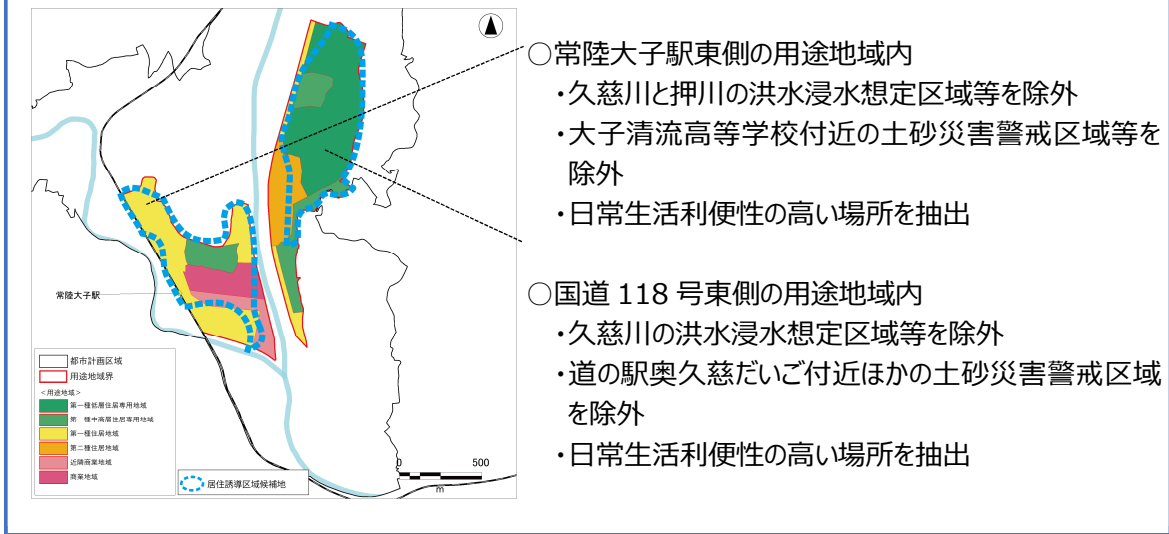 ○常陸大子駅東側の用途地域内
・久慈川と押川の洪水浸水想定区域等を除外
・大子清流高等学校付近の土砂災害警戒区域等を
除外
・日常生活利便性の高い場所を抽出
○国道 118 号東側の用途地域内
・久慈川の洪水浸水想定区域等を除外
・道の駅奥久慈だいご付近ほかの土砂災害警戒区域
を除外
・日常生活利便性の高い場所を抽出
常陸大子駅
都市計画区域
用途地域界
<用途地域>
第一種低層住居専用地域
第一種中高層住居専用地域
第一種住居地域
第二種住居地域
近隣商業地域
商業地域
居住誘導区域候補地
0 500
m